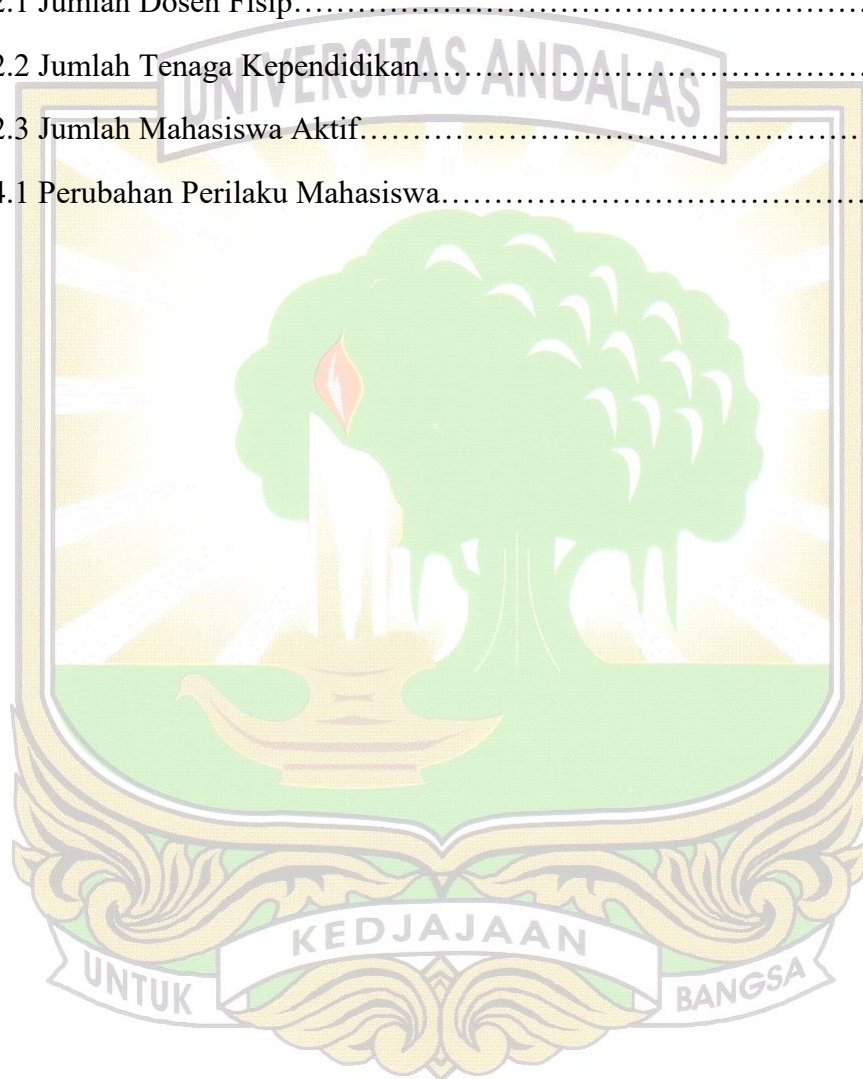 2.1 Jumlah Dosen Fisip……………………………………………………
UNIVERSITAS ANDALAS
2.2 Jumlah Tenaga Kependidikan…………………………………………
2.3 Jumlah Mahasiswa Aktif………………………………………………
4.1 Perubahan Perilaku Mahasiswa………………………………………
KEDJAJAAN
UNTUK BANGSA